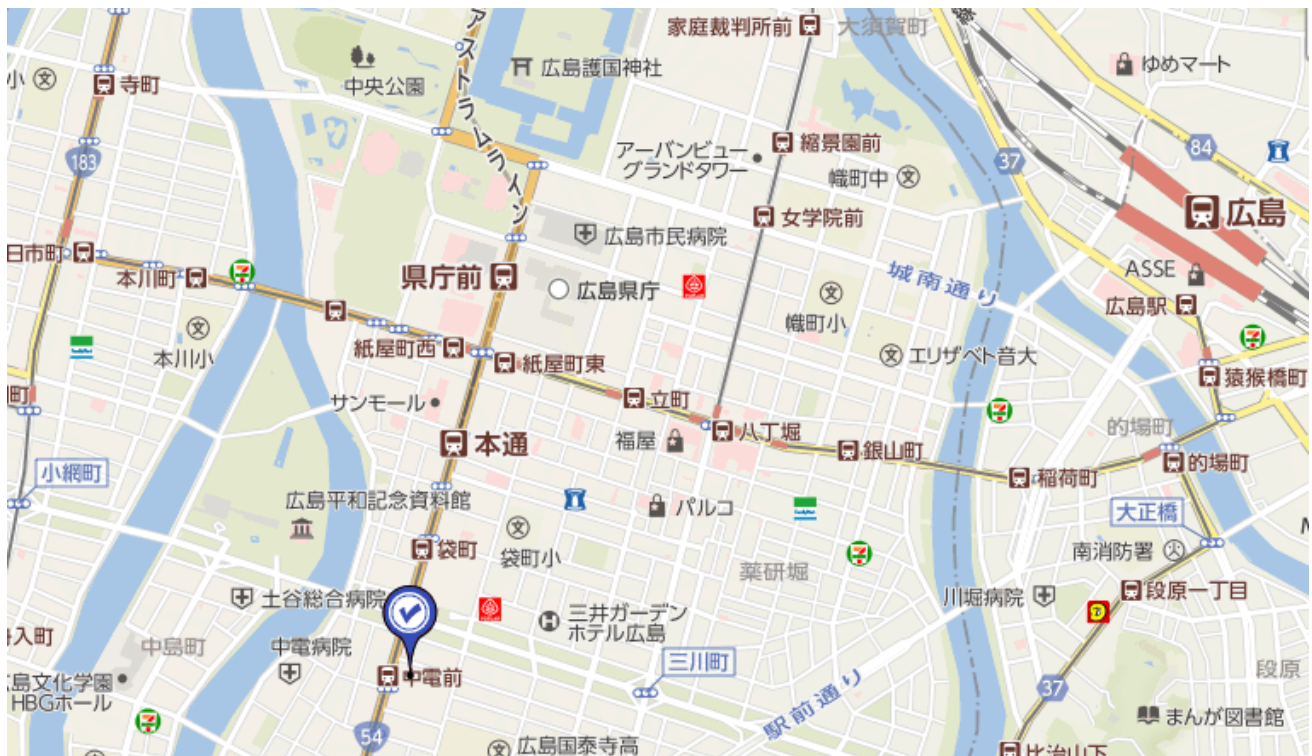 家庭裁判所前
大須賀町
ゆめマート
小
寺町
中央公園
広島護国神社
アストラムライン
183
アーバンビュー
グランドタワー
縮景園前
幟町中
37
84
女学院前
広島
広島市民病院
日市町
本川町
県庁前
広島県庁
城南通り
ASSE
広島駅
幟町小
本川小
紙屋町西
紙屋町東
エリザベト音大
猿猴橋町
町
サンモール
立町
本通
福屋
八丁堀
銀山町
的場町
稲荷町
的場町
小網町
広島平和記念資料館
パルコ
大正橋
袋町
袋町小
南消防署
薬研堀
土谷総合病院
三井ガーデン
ホテル広島
川堀病院
段原一丁目
舟入町
中島町
中電病院
中電前
三川町
段原
広島文化学園
HBGホール
駅前通り
37
まんが図書館
54
広島国泰寺高
比治山下